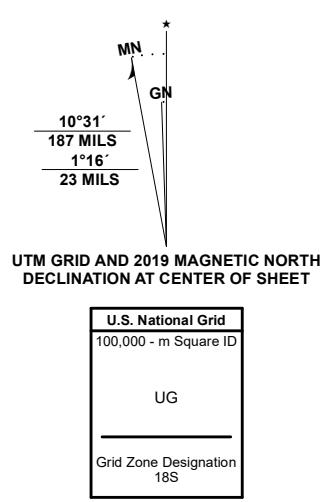 ★
MN
GN
10°31´
187 MILS
1°16´
23 MILS
UTM GRID AND 2019 MAGNETIC NORTH
DECLINATION AT CENTER OF SHEET
U.S. National Grid
100,000 - m Square ID
UG
Grid Zone Designation
18S